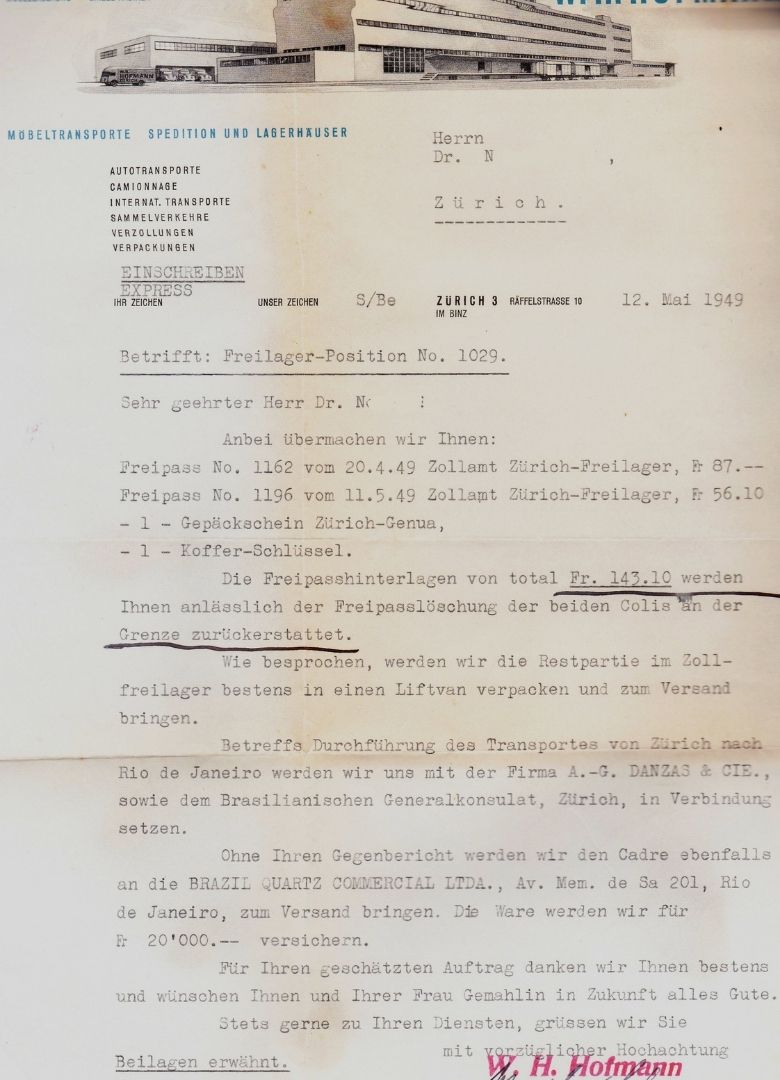 HOFMANN
MÖBELTRANSPORTE SPEDITION UND LAGERHÄUSER
AUTOTRANSPORTE
CAMIONNAGE
INTERNAT. TRANSPORTE
SAMMELVERKEHRE
VERZOLLUNGEN
VERPACKUNGEN
Herrn
Dr. N ,
Zürich.
EINSCHREIBEN
EXPRESS
IHR ZEICHEN UNSER ZEICHEN S/Be ZÜRICH 3 RÄFFELSTRASSE 10 12. Mai 1949
IM BINZ
Betrifft: Freilager-Position No. 1029.
Sehr geehrter Herr Dr. N
Anbei übermachen wir Ihnen:
Freipass No. 1162 vom 20.4.49 Zollamt Zürich-Freilager, Fr 87.--
Freipass No. 1196 vom 11.5.49 Zollamt Zürich-Freilager, Fr 56.10
- 1 - Gepäckschein Zürich-Genua,
- 1 - Koffer-Schlüssel.
Die Freipasshinterlagen von total Fr. 143.10 werden
Ihnen anlässlich der Freipasslöschung der beiden Colis an der
Grenze zurückerstattet.
Wie besprochen, werden wir die Restpartie im Zoll-
freilager bestens in einen Liftvan verpacken und zum Versand
bringen.
Betreffs Durchführung des Transportes von Zürich nach
Rio de Janeiro werden wir uns mit der Firma A.-G. DANZAS & CIE.,
sowie dem Brasilianischen Generalkonsulat, Zürich, in Verbindung
setzen.
Ohne Ihren Gegenbericht werden wir den Cadre ebenfalls
an die BRAZIL QUARTZ COMMERCIAL LTDA., Av. Mem. de Sa 201, Rio
de Janeiro, zum Versand bringen. Die Ware werden wir für
Fr 20'000.-- versichern.
Für Ihren geschätzten Auftrag danken wir Ihnen bestens
und wünschen Ihnen und Ihrer Frau Gemahlin in Zukunft alles Gute.
Stets gerne zu Ihren Diensten, grüssen wir Sie
mit vorzüglicher Hochachtung
Beilagen erwähnt.
W. H. Hofmann